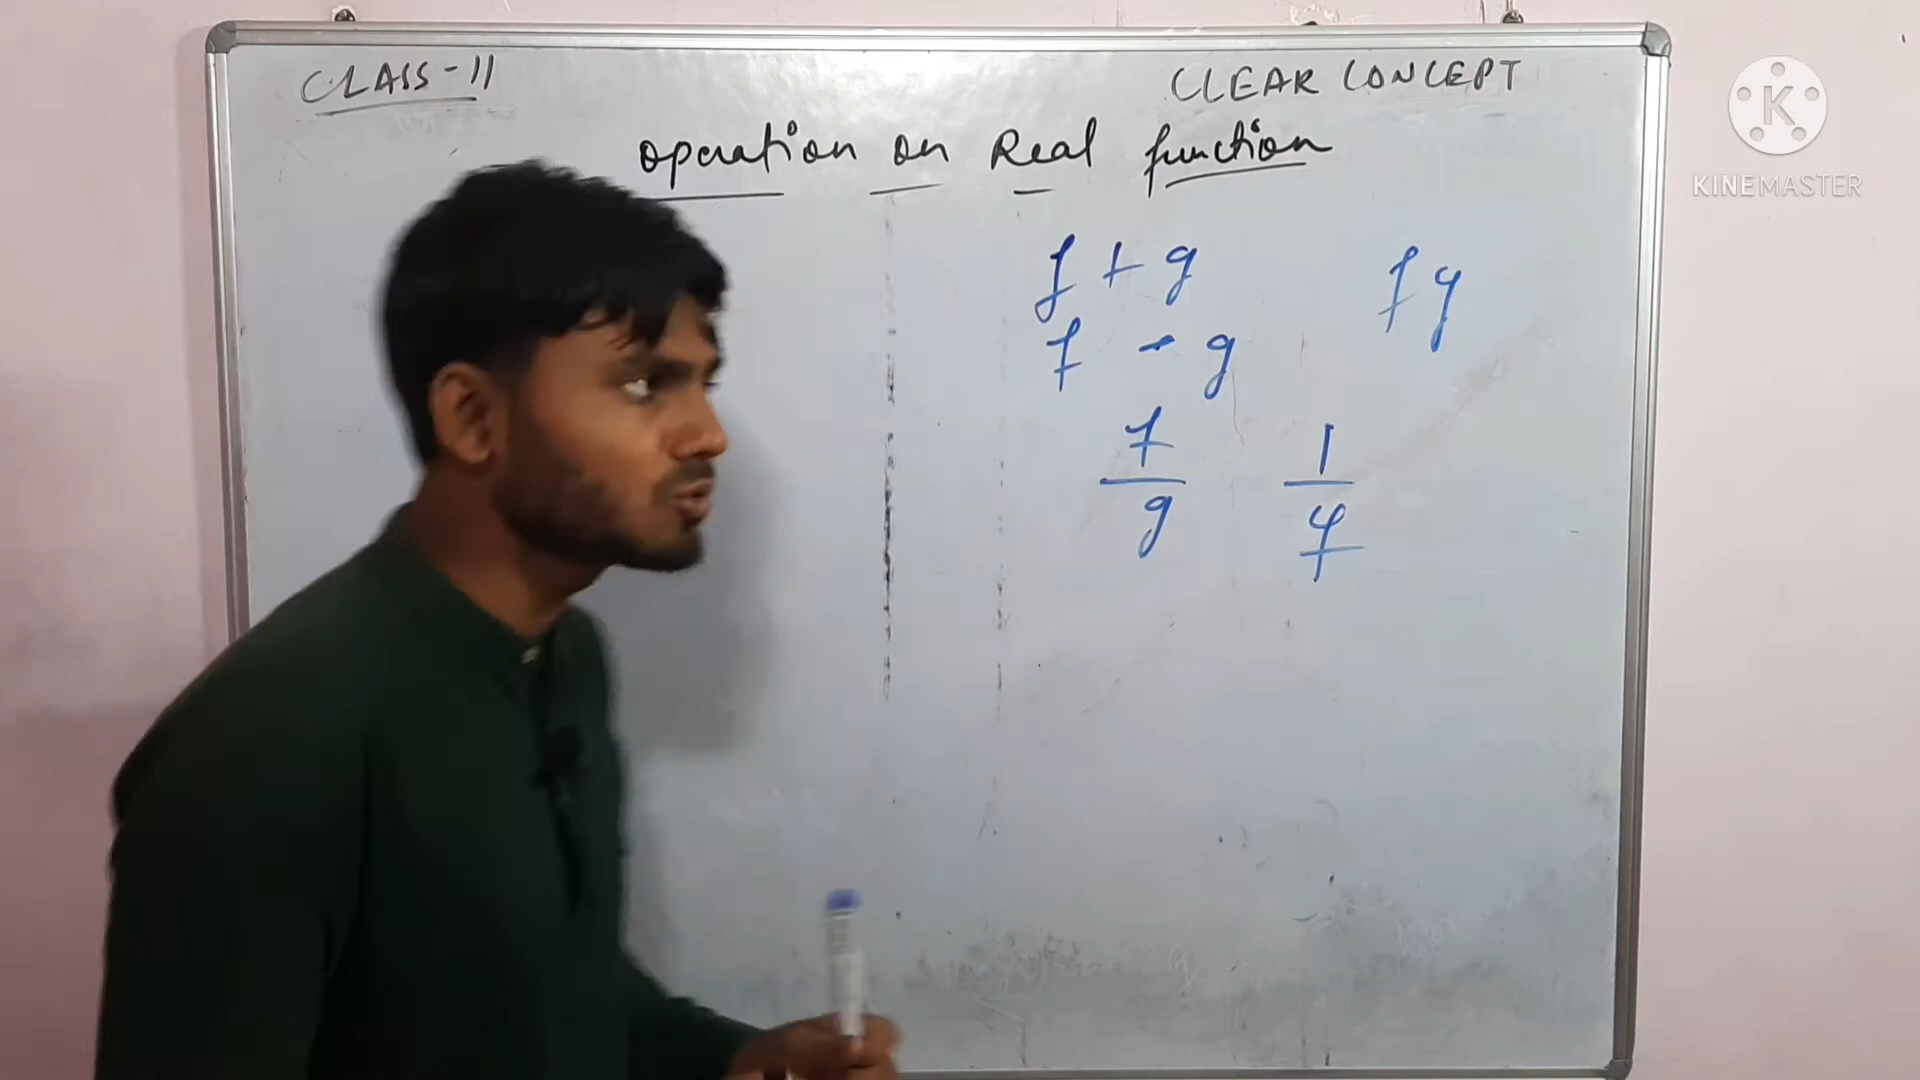 CLASS-11
CLEAR CONCEPT
K
KINEMASTER
operation on Real function
f + g
fg
f - g
f/g
1/f